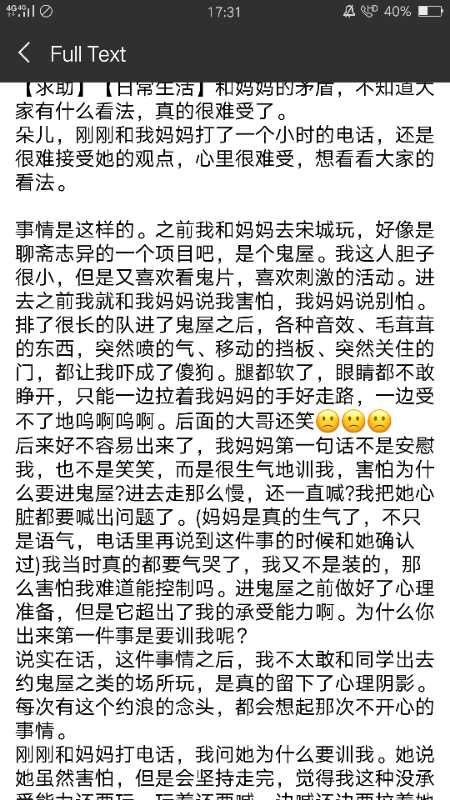 4G 4G 17:31 HD 40%
Full Text
【求助】【日常生活】和妈妈的矛盾，不知道大
家有什么看法，真的很难受了。
朵儿，刚刚和我妈妈打了一个小时的电话，还是
很难接受她的观点，心里很难受，想看看大家的
看法。
事情是这样的。之前我和妈妈去宋城玩，好像是
聊斋志异的一个项目吧，是个鬼屋。我这人胆子
很小，但是又喜欢看鬼片，喜欢刺激的活动。进
去之前我就和我妈妈说我害怕，我妈妈说别怕。
排了很长的队进了鬼屋之后，各种音效、毛茸茸
的东西，突然喷的气、移动的挡板、突然关住的
门，都让我吓成了傻狗。腿都软了，眼睛都不敢
睁开，只能一边拉着我妈妈的手好走路，一边受
不了地呜啊呜啊。后面的大哥还笑🙁🙁🙁
后来好不容易出来了，我妈妈第一句话不是安慰
我，也不是笑笑，而是很生气地训我，害怕为什
么要进鬼屋?进去走那么慢，还一直喊?我把她心
脏都要喊出问题了。(妈妈是真的生气了，不只
是语气，电话里再说到这件事的时候和她确认
过)我当时真的都要气哭了，我又不是装的，那
么害怕我难道能控制吗。进鬼屋之前做好了心理
准备，但是它超出了我的承受能力啊。为什么你
出来第一件事是要训我呢？
说实在话，这件事情之后，我不太敢和同学出去
约鬼屋之类的场所玩，是真的留下了心理阴影。
每次有这个约浪的念头，都会想起那次不开心的
事情。
刚刚和妈妈打电话，我问她为什么要训我。她说
她虽然害怕，但是会坚持走完，觉得我这种没承
受能力还要玩，玩着还要喊，边喊还边要拉着她